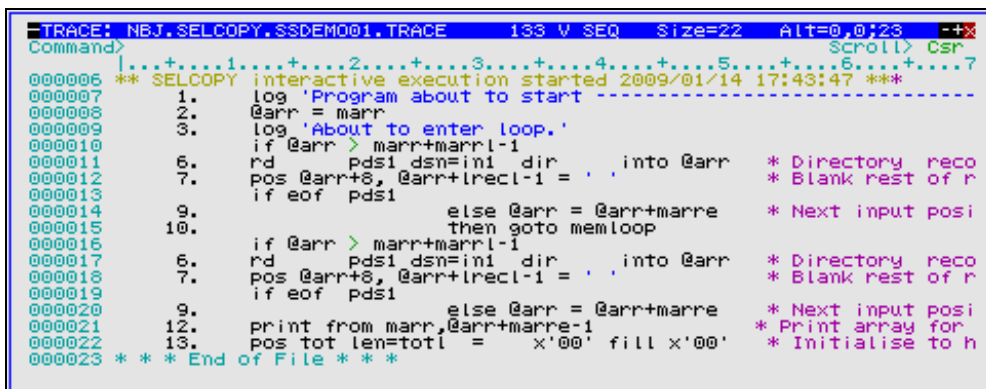 TRACE: NBJ.SELCOPY.SSDEMO01.TRACE 133 V SEQ Size=22 Alt=0,0;23 -+x
Command> Scroll> Csr
|...+....1....+....2....+....3....+....4....+....5....+....6....+....7
000006 ** SELCOPY interactive execution started 2009/01/14 17:43:47 ***
000007 1. log 'Program about to start -------------------------------
000008 2. @arr = marr
000009 3. log 'About to enter loop.'
000010 if @arr > marr+marrl-1
000011 6. rd pds1 dsn=in1 dir into @arr * Directory reco
000012 7. pos @arr+8, @arr+lrecl-1 = ' ' * Blank rest of r
000013 if eof pds1
000014 9. else @arr = @arr+marre * Next input posi
000015 10. then goto memloop
000016 if @arr > marr+marrl-1
000017 6. rd pds1 dsn=in1 dir into @arr * Directory reco
000018 7. pos @arr+8, @arr+lrecl-1 = ' ' * Blank rest of r
000019 if eof pds1
000020 9. else @arr = @arr+marre * Next input posi
000021 12. print from marr,@arr+marre-1 * Print array for
000022 13. pos tot len=totl = x'00' fill x'00' * Initialise to h
000023 * * * End of File * * *